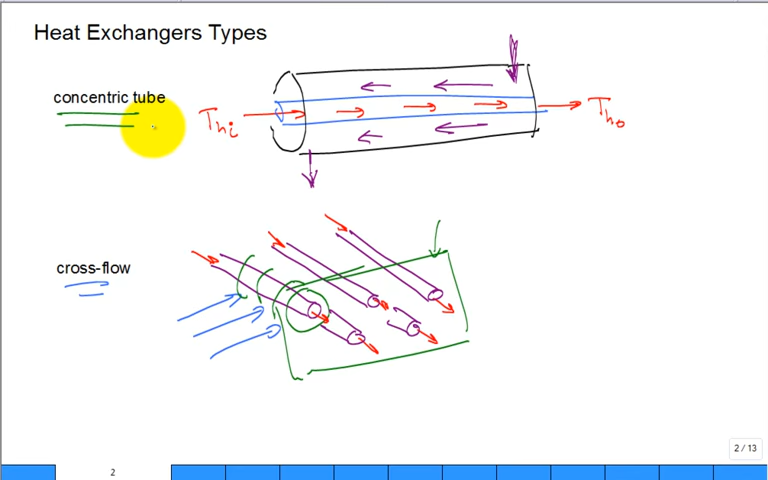 Heat Exchangers Types
concentric tube
Thi
Tho
cross-flow
2 / 13
2